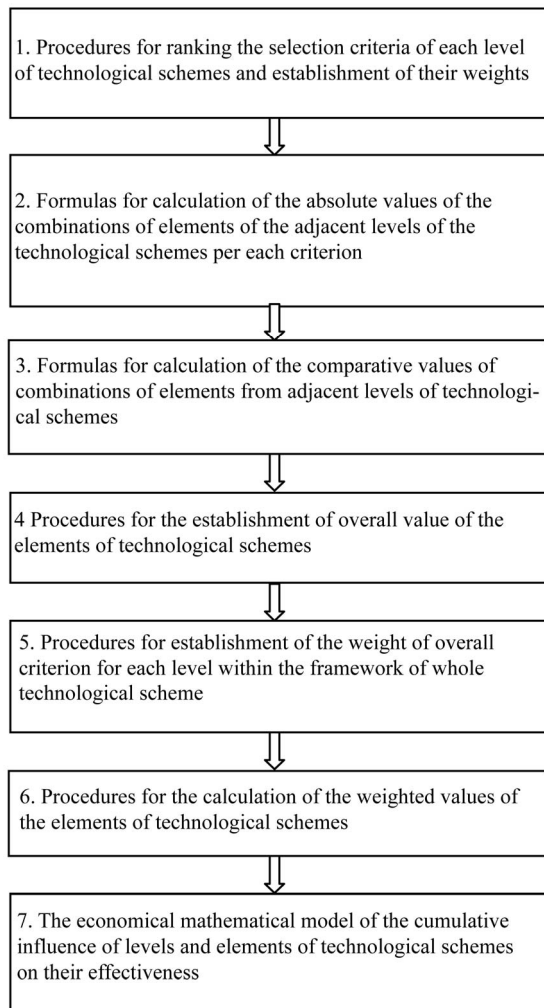 1. Procedures for ranking the selection criteria of each level
of technological schemes and establishment of their weights
2. Formulas for calculation of the absolute values of the
combinations of elements of the adjacent levels of the
technological schemes per each criterion
3. Formulas for calculation of the comparative values of
combinations of elements from adjacent levels of technologi-
cal schemes
4 Procedures for the establishment of overall value of the
elements of technological schemes
5. Procedures for establishment of the weight of overall
criterion for each level within the framework of whole
technological scheme
6. Procedures for the calculation of the weighted values of
the elements of technological schemes
7. The economical mathematical model of the cumulative
influence of levels and elements of technological schemes
on their effectiveness